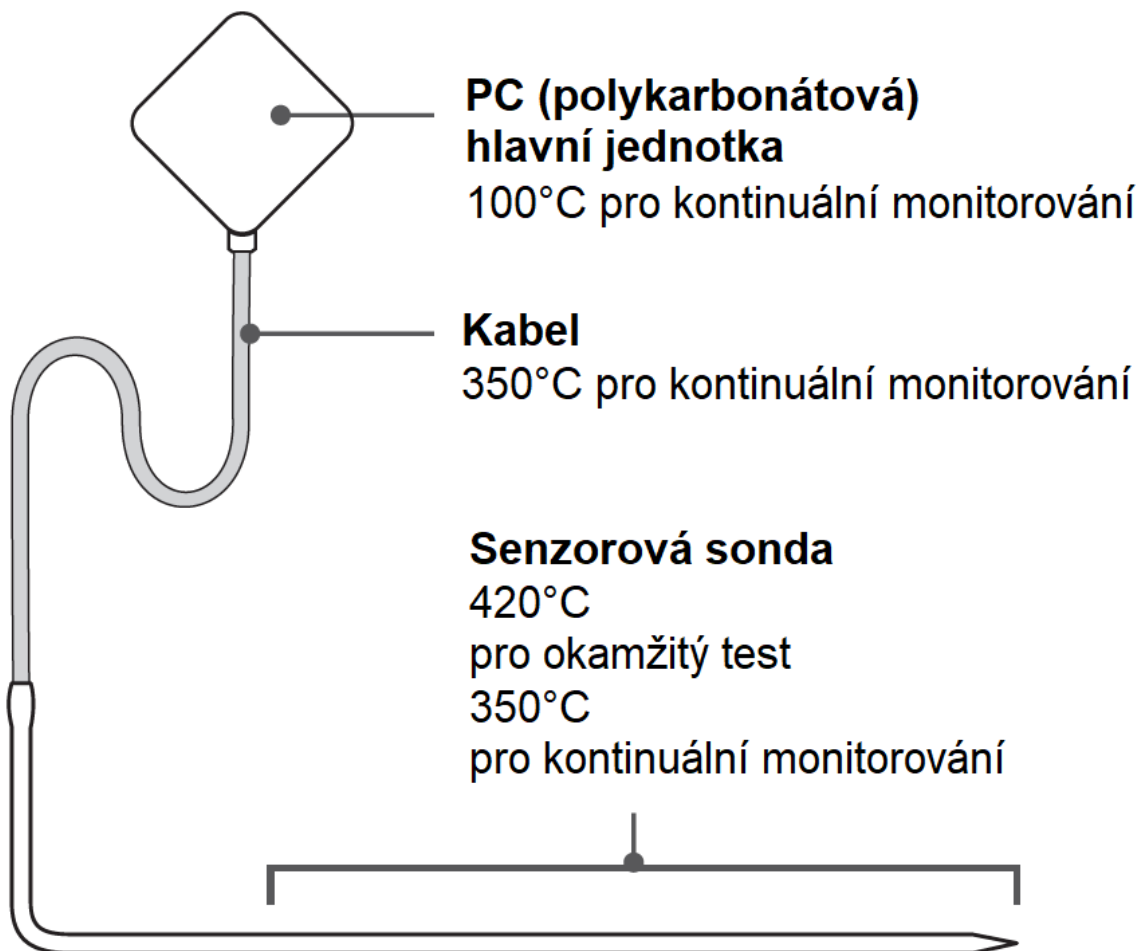 PC (polykarbonátová)
hlavní jednotka
100°C pro kontinuální monitorování
Kabel
350°C pro kontinuální monitorování
Senzorová sonda
420°C
pro okamžitý test
350°C
pro kontinuální monitorování